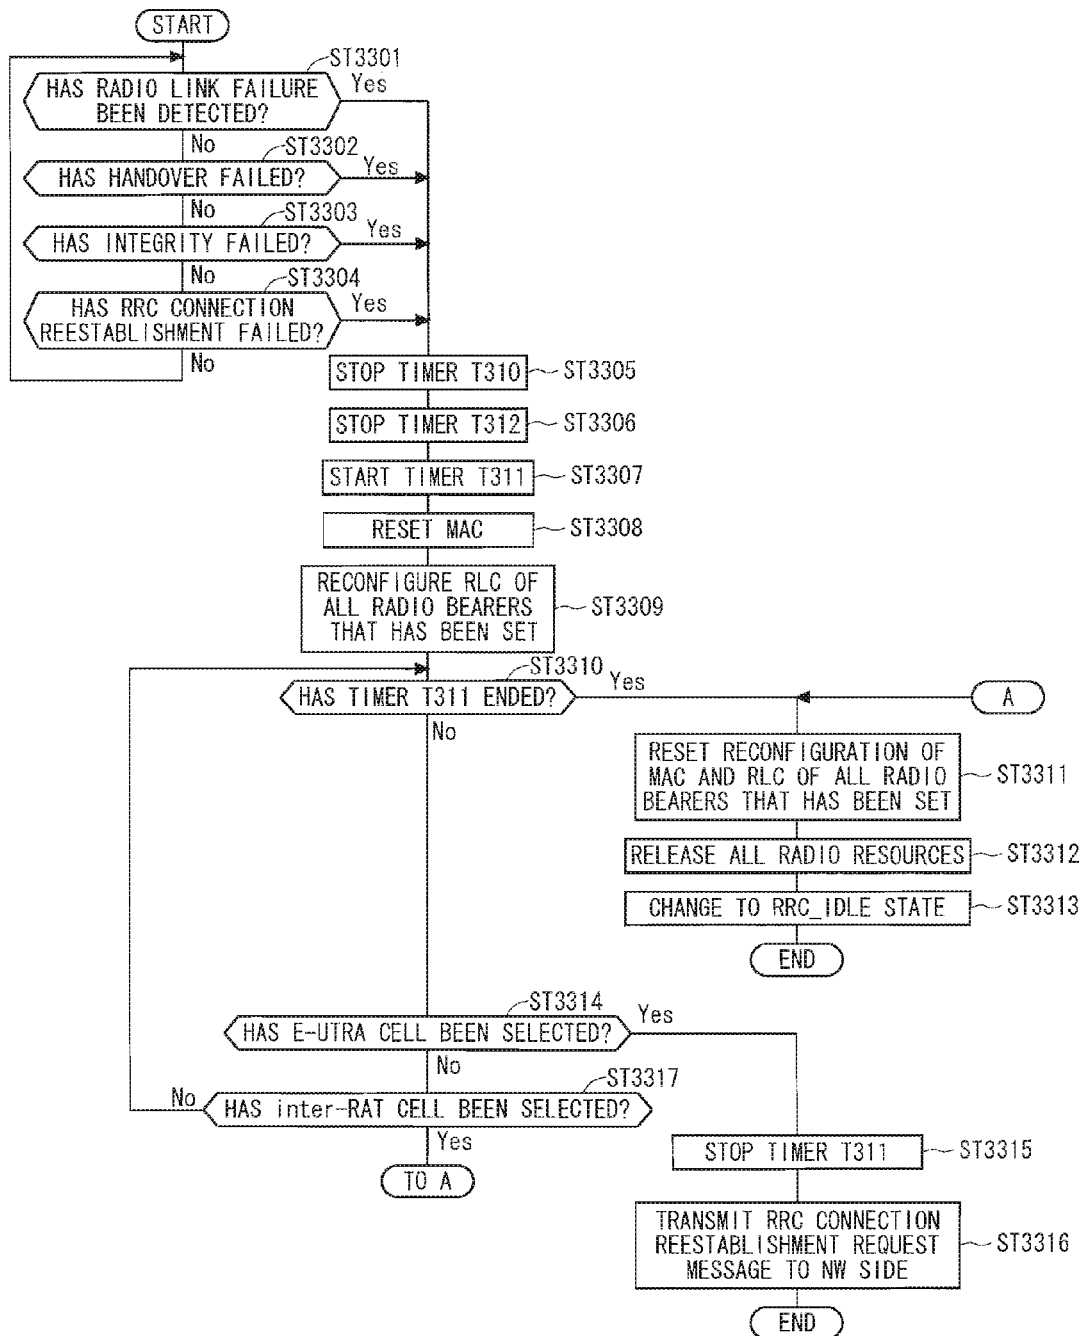 START
ST3301
HAS RADIO LINK FAILURE
BEEN DETECTED?
Yes
No
ST3302
HAS HANDOVER FAILED?
Yes
No
ST3303
HAS INTEGRITY FAILED?
Yes
No
ST3304
HAS RRC CONNECTION
REESTABLISHMENT FAILED?
Yes
No
STOP TIMER T310
ST3305
STOP TIMER T312
ST3306
START TIMER T311
ST3307
RESET MAC
ST3308
RECONFIGURE RLC OF
ALL RADIO BEARERS
THAT HAS BEEN SET
ST3309
ST3310
HAS TIMER T311 ENDED?
Yes
No
A
RESET RECONFIGURATION OF
MAC AND RLC OF ALL RADIO
BEARERS THAT HAS BEEN SET
ST3311
RELEASE ALL RADIO RESOURCES
ST3312
CHANGE TO RRC_IDLE STATE
ST3313
END
ST3314
HAS E-UTRA CELL BEEN SELECTED?
Yes
No
ST3317
HAS inter-RAT CELL BEEN SELECTED?
No
Yes
TO A
STOP TIMER T311
ST3315
TRANSMIT RRC CONNECTION
REESTABLISHMENT REQUEST
MESSAGE TO NW SIDE
ST3316
END